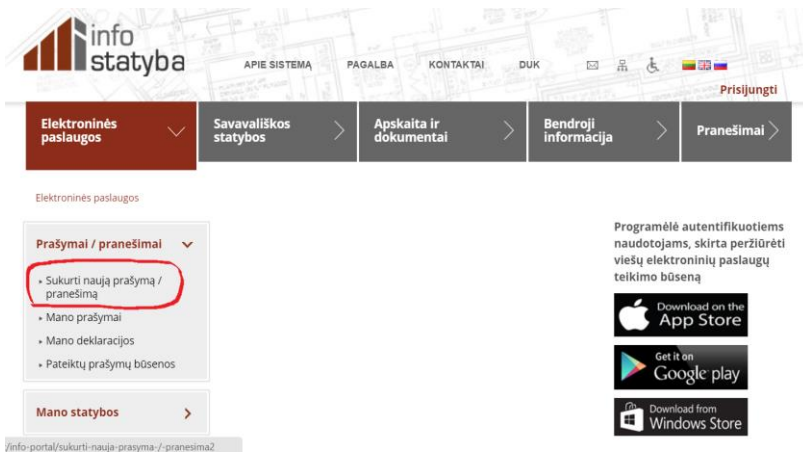 info
statyba
APIE SISTEMĄ PAGALBA KONTAKTAI DUK
Prisijungti
Elektroninės
paslaugos
Savavališkos
statybos
Apskaita ir
dokumentai
Bendroji
informacija
Pranešimai
Elektroninės paslaugos
Prašymai / pranešimai
Sukurti naują prašymą /
pranešimą
Mano prašymai
Mano deklaracijos
Pateiktų prašymų būsenos
Mano statybos
Programėlė autentifikuotiems
naudotojams, skirta peržiūrėti
viešų elektroninių paslaugų
teikimo būseną
Download on the
App Store
Get it on
Google play
Download from
Windows Store
/info-portal/sukurti-nauja-prasyma-/-pranesima2